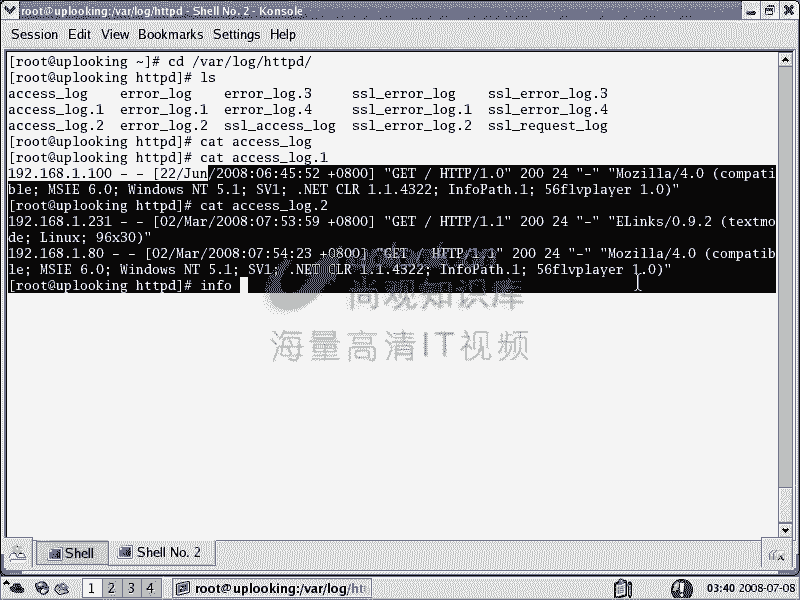 root@uplooking:/var/log/httpd - Shell No. 2 - Konsole
Session Edit View Bookmarks Settings Help
[root@uplooking ~]# cd /var/log/httpd/
[root@uplooking httpd]# ls
access_log error_log error_log.3 ssl_error_log ssl_error_log.3
access_log.1 error_log.1 error_log.4 ssl_error_log.1 ssl_error_log.4
access_log.2 error_log.2 ssl_access_log ssl_error_log.2 ssl_request_log
[root@uplooking httpd]# cat access_log
[root@uplooking httpd]# cat access_log.1
192.168.1.100 - - [22/Jun/2008:06:45:52 +0800] "GET / HTTP/1.0" 200 24 "-" "Mozilla/4.0 (compati
ble; MSIE 6.0; Windows NT 5.1; SV1; .NET CLR 1.1.4322; InfoPath.1; 56flvplayer 1.0)"
[root@uplooking httpd]# cat access_log.2
192.168.1.231 - - [02/Mar/2008:07:53:59 +0800] "GET / HTTP/1.1" 200 24 "-" "ELinks/0.9.2 (textmo
de; Linux; 96x30)"
192.168.1.80 - - [02/Mar/2008:07:54:23 +0800] "GET / HTTP/1.1" 200 24 "-" "Mozilla/4.0 (compatib
le; MSIE 6.0; Windows NT 5.1; SV1; .NET CLR 1.1.4322; InfoPath.1; 56flvplayer 1.0)"
[root@uplooking httpd]# info
尚观知识库
海量高清IT视频
Shell Shell No. 2
1 2 3 4 root@uplooking:/var/log/htt 03:40 2008-07-08